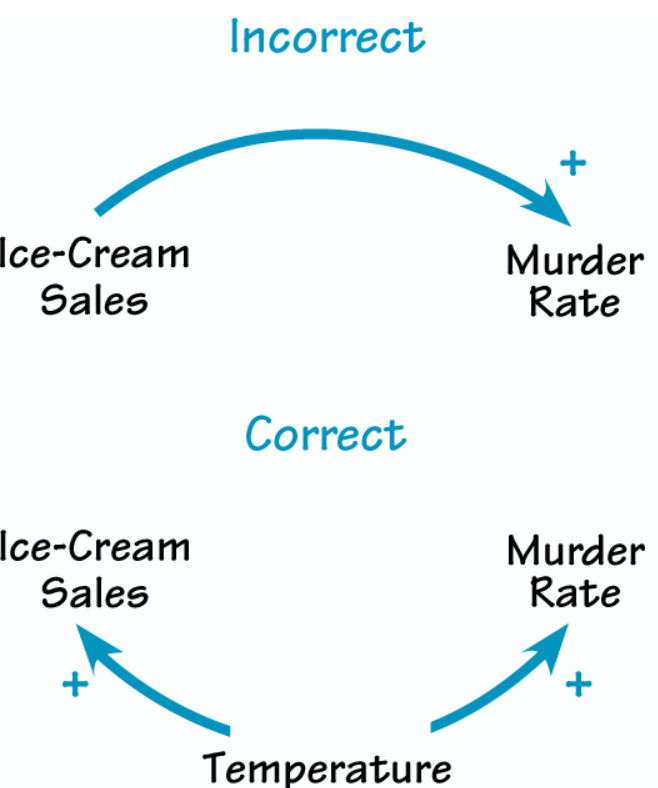 Incorrect
+
Ice-Cream
Sales
Murder
Rate
Correct
Ice-Cream
Sales
Murder
Rate
+
+
Temperature